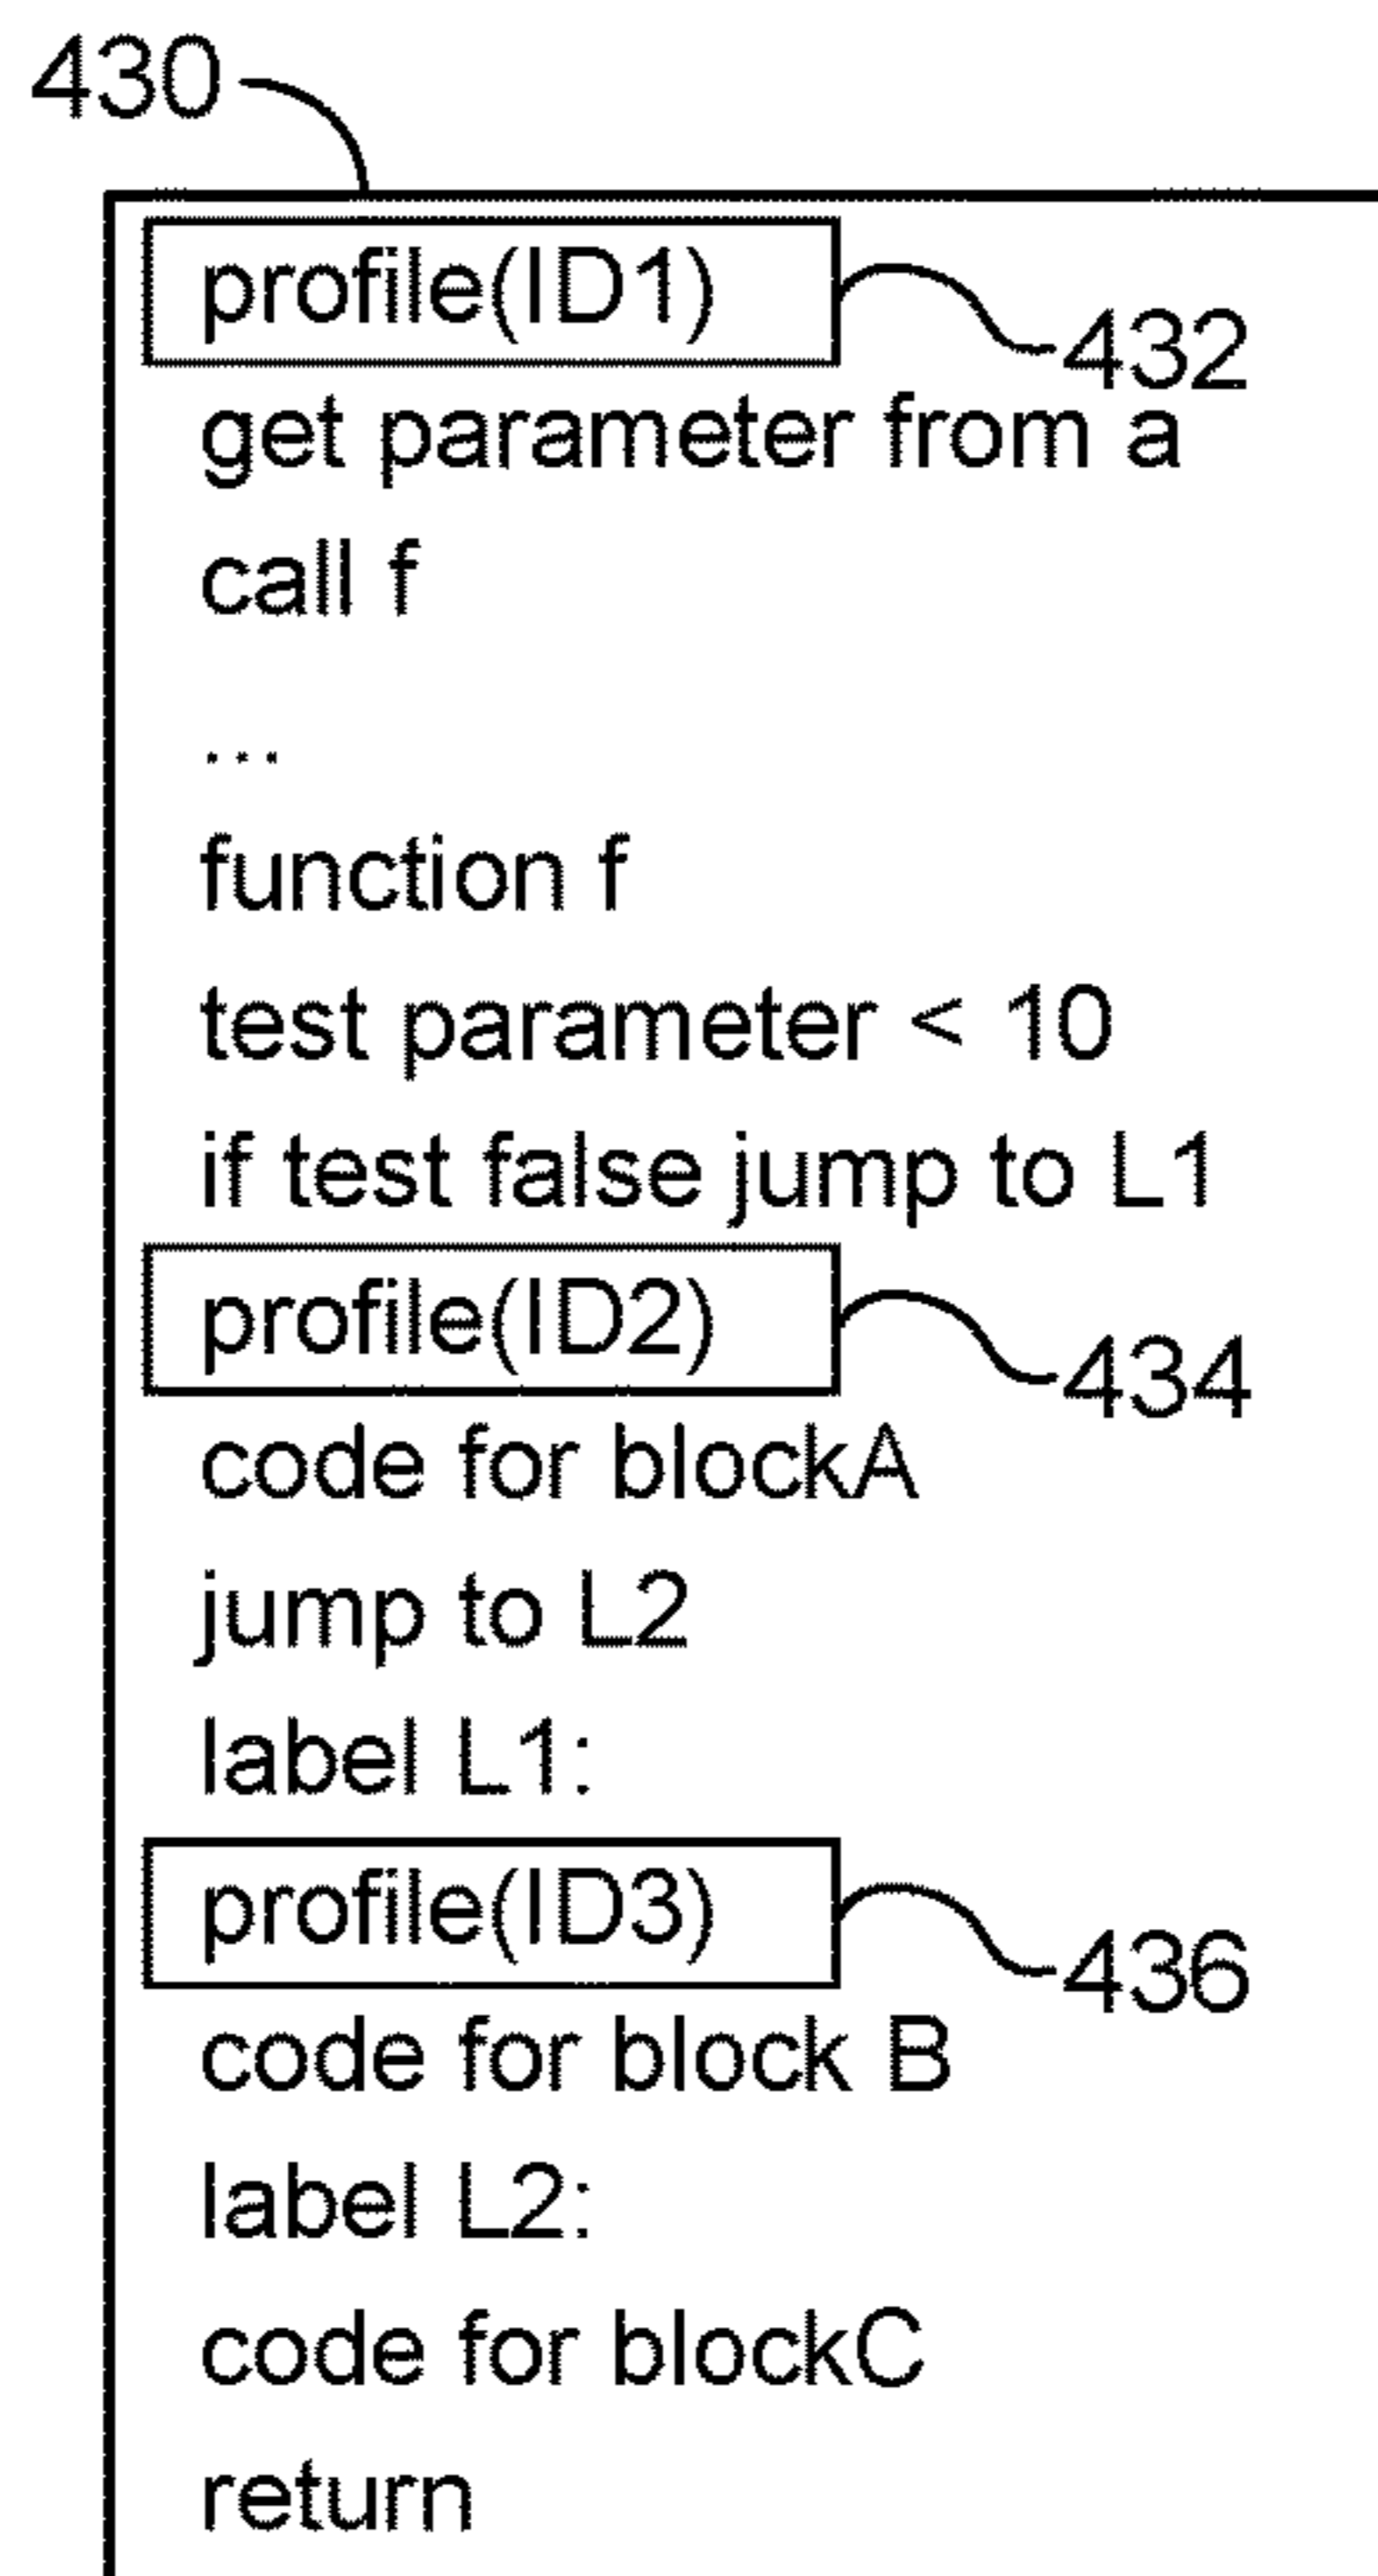 430
profile(ID1)
432
get parameter from a
call f
...
function f
test parameter < 10
if test false jump to L1
profile(ID2)
434
code for blockA
jump to L2
label L1:
profile(ID3)
436
code for block B
label L2:
code for blockC
return